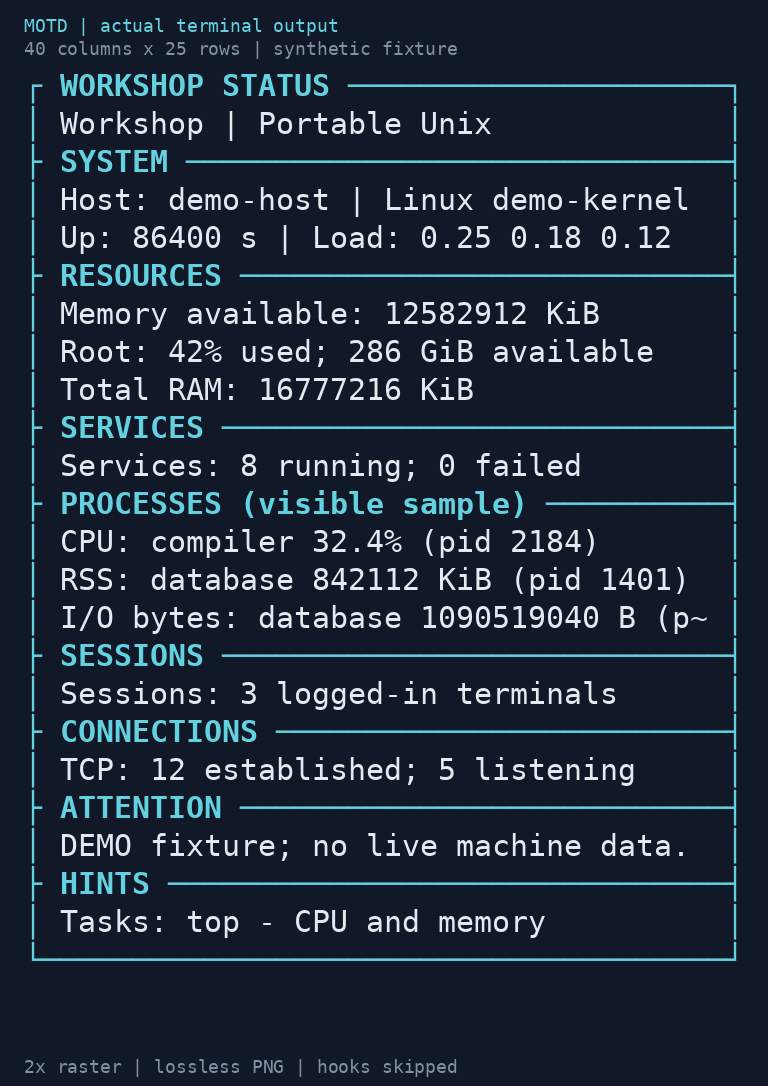 MOTD | actual terminal output
40 columns x 25 rows | synthetic fixture
WORKSHOP STATUS
Workshop | Portable Unix
SYSTEM
Host: demo-host | Linux demo-kernel
Up: 86400 s | Load: 0.25 0.18 0.12
RESOURCES
Memory available: 12582912 KiB
Root: 42% used; 286 GiB available
Total RAM: 16777216 KiB
SERVICES
Services: 8 running; 0 failed
PROCESSES (visible sample)
CPU: compiler 32.4% (pid 2184)
RSS: database 842112 KiB (pid 1401)
I/O bytes: database 1090519040 B (p~
SESSIONS
Sessions: 3 logged-in terminals
CONNECTIONS
TCP: 12 established; 5 listening
ATTENTION
DEMO fixture; no live machine data.
HINTS
Tasks: top - CPU and memory
2x raster | lossless PNG | hooks skipped